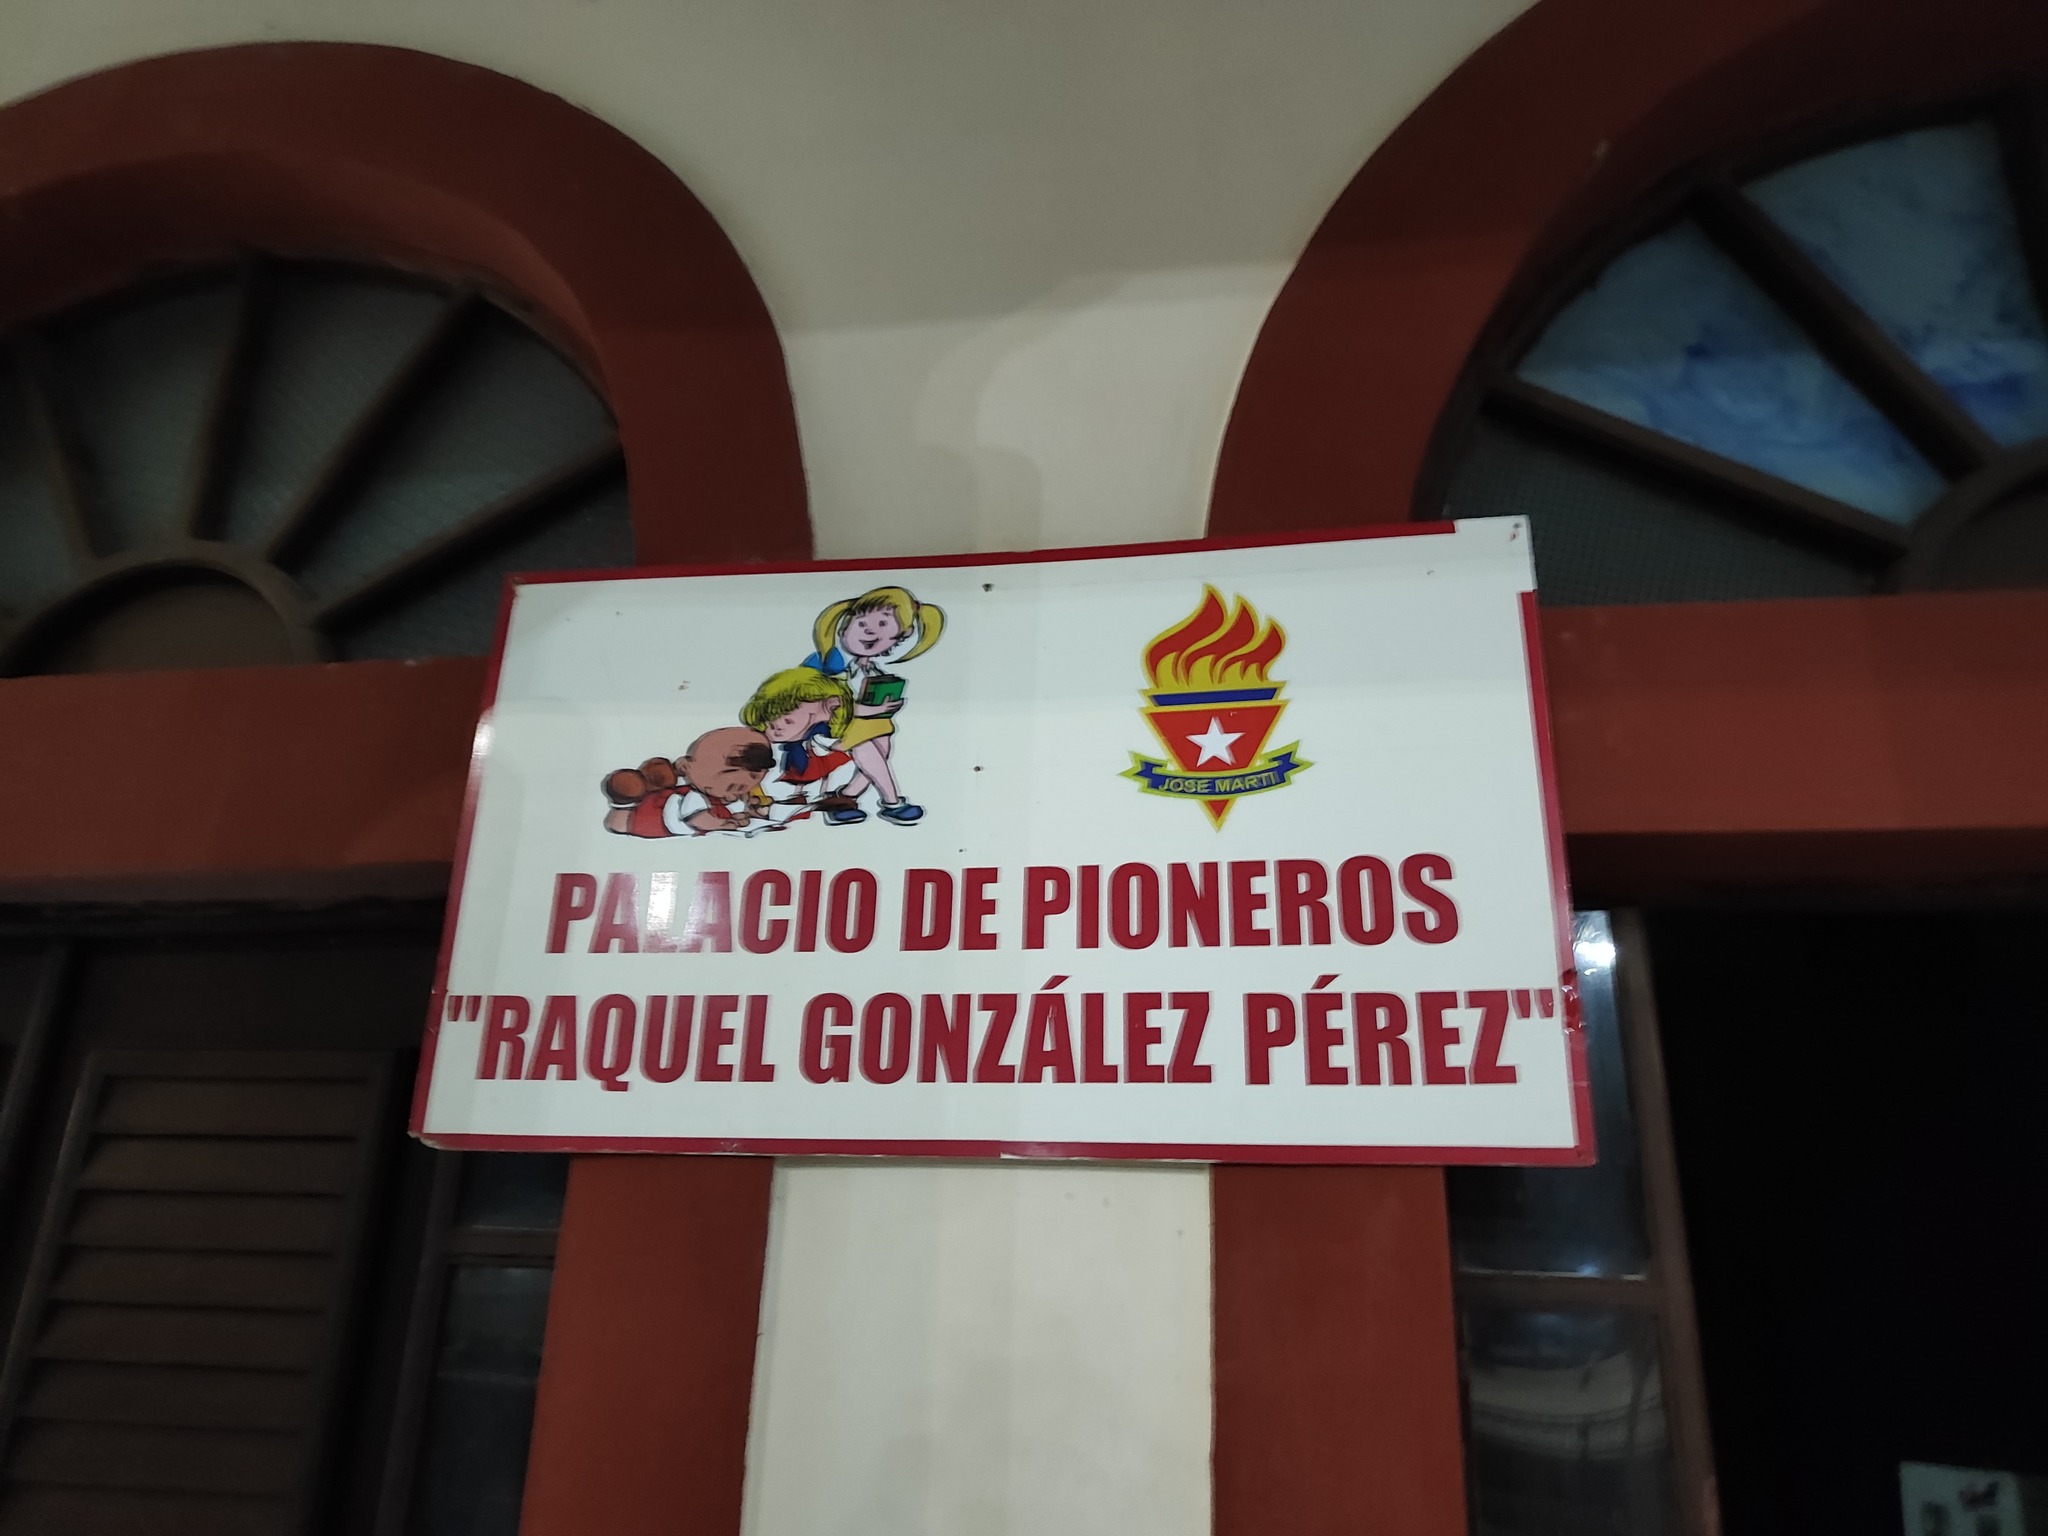 JOSE MARTI
PALACIO DE PIONEROS
"RAQUEL GONZÁLEZ PÉREZ"